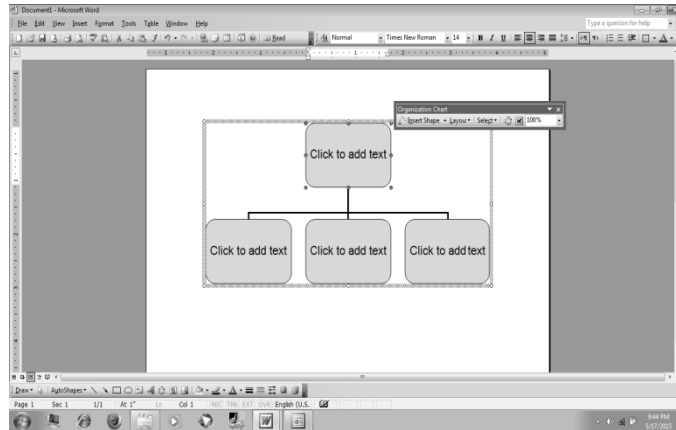 Document1 - Microsoft Word
File Edit View Insert Format Tools Table Window Help
Type a question for help
Read
Normal
Times New Roman
14
B I U
Organization Chart
Insert Shape Layout Select 100%
Click to add text
Click to add text
Click to add text
Click to add text
Draw AutoShapes
Page 1 Sec 1 1/1 At 1" Ln Col 1 REC TRK EXT OVR English (U.S.
9:44 PM
5/17/2015